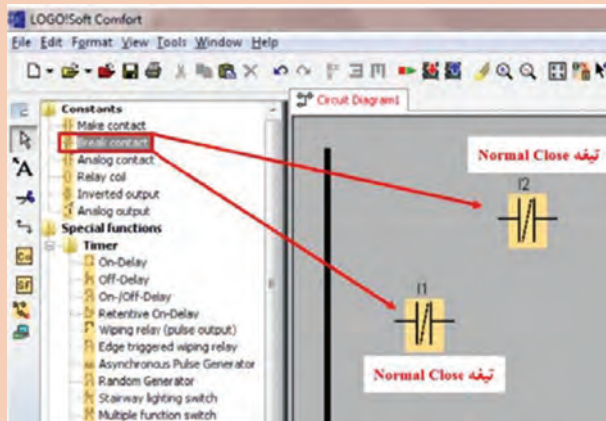 LOGO!Soft Comfort
File Edit Format View Tools Window Help
Circuit Diagram1
Constants
Make contact
Break contact
Analog contact
Relay coil
Inverted output
Analog output
Special functions
Timer
On-Delay
Off-Delay
On-/Off-Delay
Retentive On-Delay
Wiping relay (pulse output)
Edge triggered wiping relay
Asynchronous Pulse Generator
Random Generator
Stairway lighting switch
Multiple function switch
A
Co
SF
تیغه Normal Close
I2
I1
تیغه Normal Close